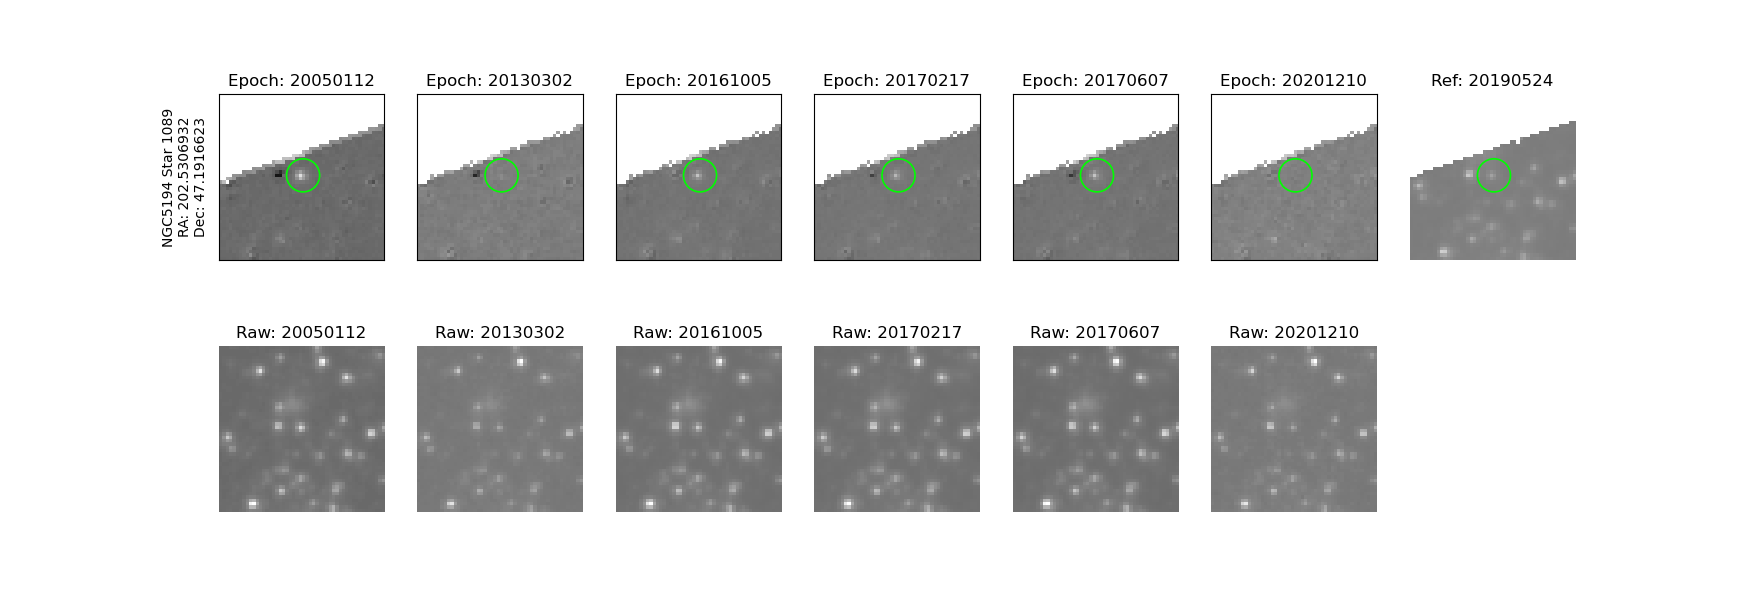 Epoch: 20050112
Epoch: 20130302
Epoch: 20161005
Epoch: 20170217
Epoch: 20170607
Epoch: 20201210
Ref: 20190524
NGC5194 Star 1089
RA: 202.5306932
Dec: 47.1916623
Raw: 20050112
Raw: 20130302
Raw: 20161005
Raw: 20170217
Raw: 20170607
Raw: 20201210